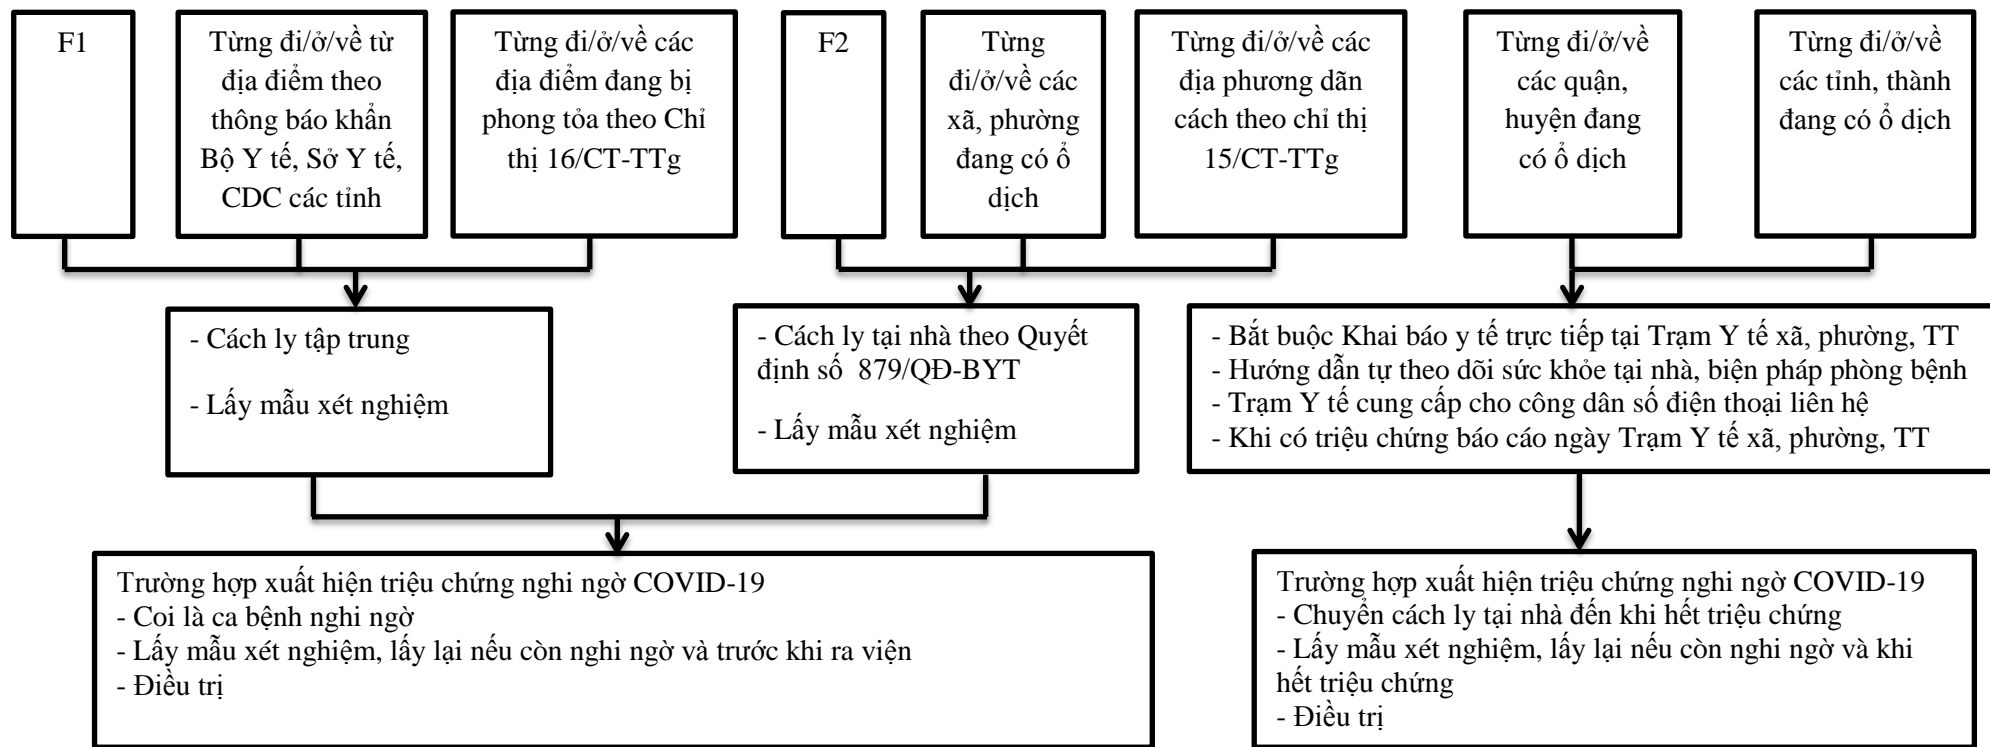 F1
Từng đi/ở/về từ
địa điểm theo
thông báo khẩn
Bộ Y tế, Sở Y tế,
CDC các tỉnh
Từng đi/ở/về các
địa điểm đang bị
phong tỏa theo Chỉ
thị 16/CT-TTg
F2
Từng
đi/ở/về các
xã, phường
đang có ổ
dịch
Từng đi/ở/về các
địa phương dãn
cách theo chỉ thị
15/CT-TTg
Từng đi/ở/về
các quận,
huyện đang
có ổ dịch
Từng đi/ở/về
các tỉnh, thành
đang có ổ dịch
- Cách ly tập trung
- Lấy mẫu xét nghiệm
- Cách ly tại nhà theo Quyết
định số 879/QĐ-BYT
- Lấy mẫu xét nghiệm
- Bắt buộc Khai báo y tế trực tiếp tại Trạm Y tế xã, phường, TT
- Hướng dẫn tự theo dõi sức khỏe tại nhà, biện pháp phòng bệnh
- Trạm Y tế cung cấp cho công dân số điện thoại liên hệ
- Khi có triệu chứng báo cáo ngày Trạm Y tế xã, phường, TT
Trường hợp xuất hiện triệu chứng nghi ngờ COVID-19
- Coi là ca bệnh nghi ngờ
- Lấy mẫu xét nghiệm, lấy lại nếu còn nghi ngờ và trước khi ra viện
- Điều trị
Trường hợp xuất hiện triệu chứng nghi ngờ COVID-19
- Chuyển cách ly tại nhà đến khi hết triệu chứng
- Lấy mẫu xét nghiệm, lấy lại nếu còn nghi ngờ và khi
hết triệu chứng
- Điều trị